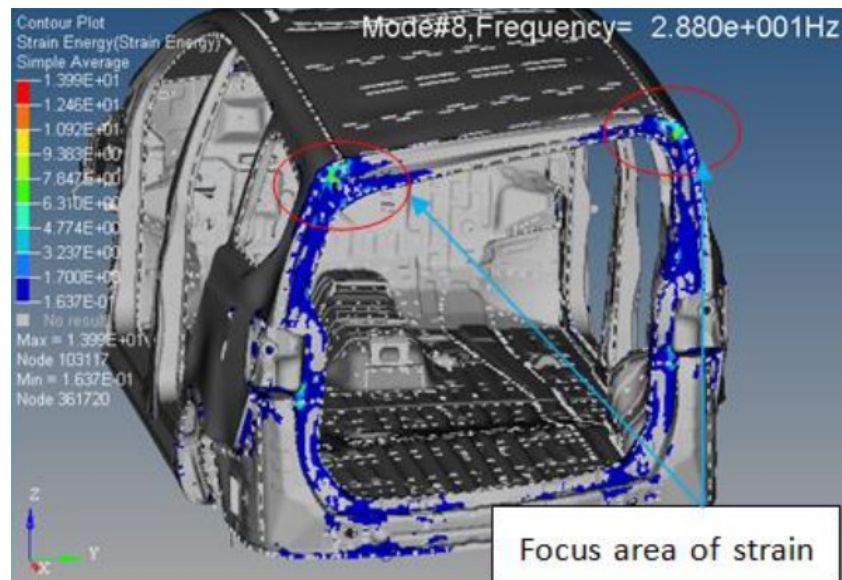 Contour Plot
Strain Energy(Strain Energy)
Simple Average
1.399E+01
1.246E+01
1.092E+01
9.383E+00
7.847E+00
6.310E+00
4.774E+00
3.237E+00
1.700E+00
1.637E-01
No result
Max = 1.399E+01
Node 103117
Min = 1.637E-01
Node 361720
Mode#8,Frequency= 2.880e+001Hz
Z
Y
X
Focus area of strain